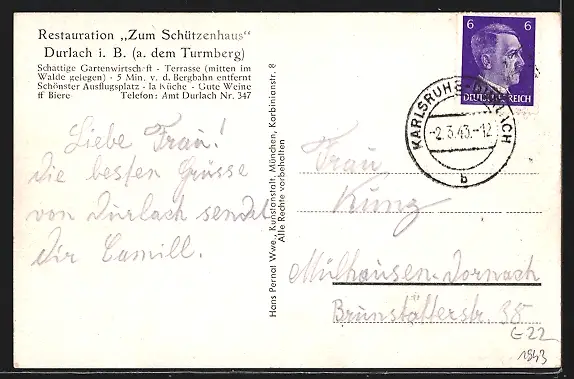 Restauration „Zum Schützenhaus"
Durlach i. B. (a. dem Turmberg)
Schattige Gartenwirtschaft - Terrasse (mitten im
Walde gelegen) · 5 Min. v. d. Bergbahn entfernt
Schönster Ausflugsplatz - Ia Küche - Gute Weine
ff Biere Telefon: Amt Durlach Nr. 347
6 6
DEUTSCHES REICH
KARLSRUHE-DURLACH
-2.3.43.-12
b
Liebe Frau!
die besten Grüsse
von Durlach sendet
Dir Camill.
Hans Pernat Wwe., Kunstanstalt, München, Korbinianstr. 8
Alle Rechte vorbehalten
Frau
Kunz
Mülhausen-Dornach
Brunstätterstr. 38
G22
1943